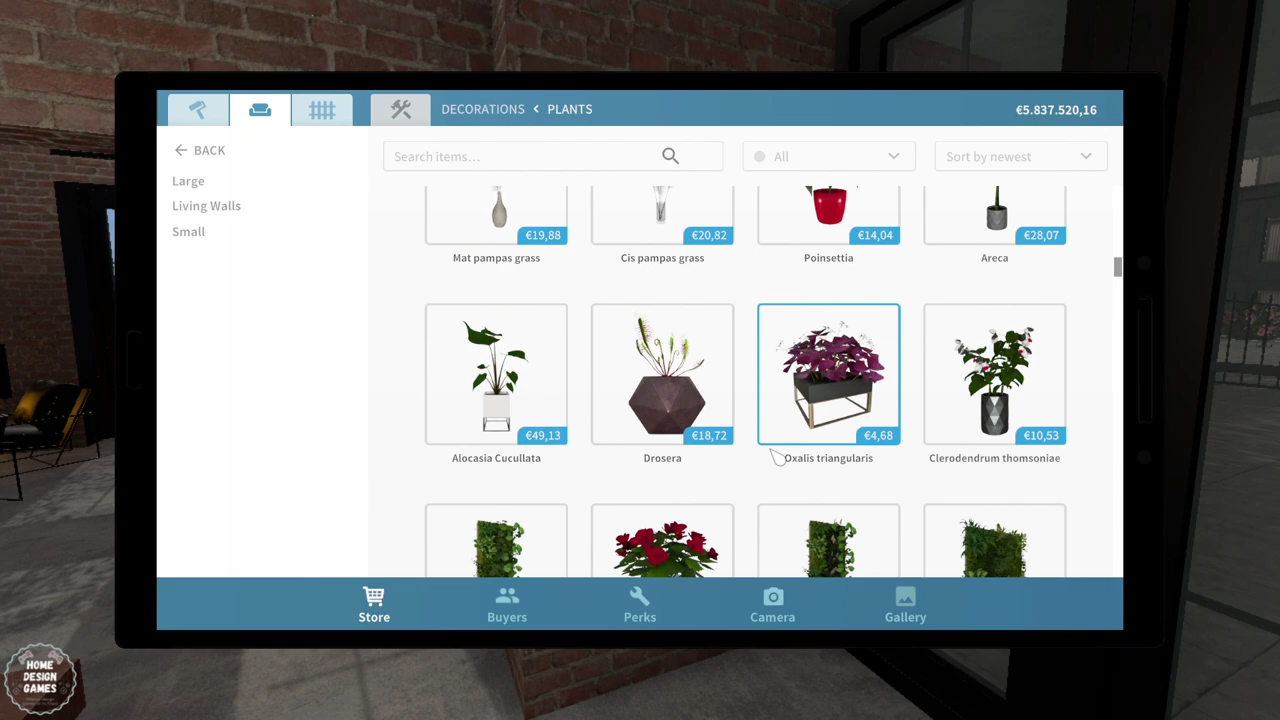 DECORATIONS < PLANTS
€5.837.520,16
BACK
Search items...
All
Sort by newest
Large
Living Walls
Small
€19,88
€20,82
€14,04
€28,07
Mat pampas grass
Cis pampas grass
Poinsettia
Areca
€49,13
€18,72
€4,68
€10,53
Alocasia Cucullata
Drosera
Oxalis triangularis
Clerodendrum thomsoniae
Store
Buyers
Perks
Camera
Gallery
HOME
DESIGN
GAMES